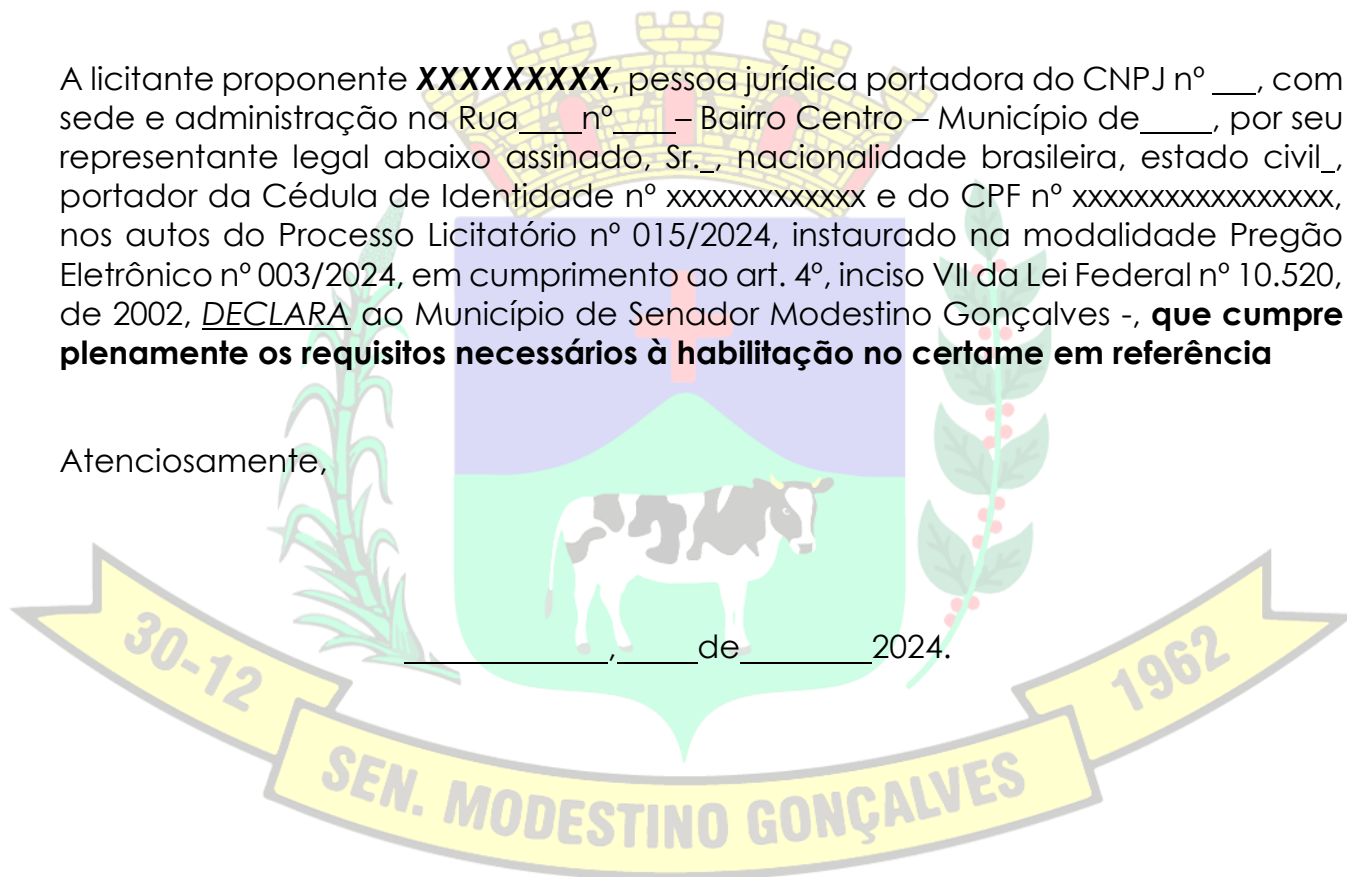 A licitante proponente XXXXXXXXX, pessoa jurídica portadora do CNPJ nº ___, com
sede e administração na Rua____nº____– Bairro Centro – Município de_____, por seu
representante legal abaixo assinado, Sr._, nacionalidade brasileira, estado civil_,
portador da Cédula de Identidade nº xxxxxxxxxxxxx e do CPF nº xxxxxxxxxxxxxxxxx,
nos autos do Processo Licitatório nº 015/2024, instaurado na modalidade Pregão
Eletrônico nº 003/2024, em cumprimento ao art. 4º, inciso VII da Lei Federal nº 10.520,
de 2002, DECLARA ao Município de Senador Modestino Gonçalves -, que cumpre
plenamente os requisitos necessários à habilitação no certame em referência
Atenciosamente,
_____________,_____de________2024.
30-12
1962
SEN. MODESTINO GONÇALVES